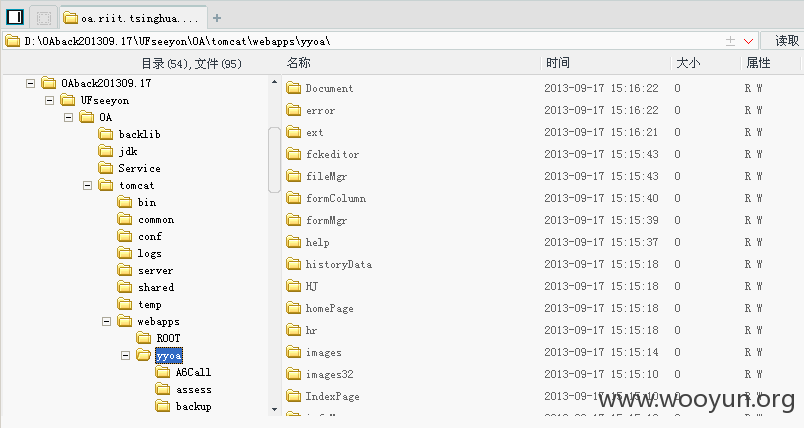 oa.riit.tsinghua....
D:\OAback201309.17\UFseeyon\OA\tomcat\webapps\yyoa\
读取
目录(54),文件(95)
名称 时间 大小 属性
OAback201309.17
UFseeyon
OA
backlib
jdk
Service
tomcat
bin
common
conf
logs
server
shared
temp
webapps
ROOT
yyoa
A6Call
assess
backup
Document 2013-09-17 15:16:22 0 R W
error 2013-09-17 15:16:22 0 R W
ext 2013-09-17 15:16:21 0 R W
fckeditor 2013-09-17 15:15:43 0 R W
fileMgr 2013-09-17 15:15:43 0 R W
formColumn 2013-09-17 15:15:40 0 R W
formMgr 2013-09-17 15:15:39 0 R W
help 2013-09-17 15:15:37 0 R W
historyData 2013-09-17 15:15:18 0 R W
HJ 2013-09-17 15:15:18 0 R W
homePage 2013-09-17 15:15:18 0 R W
hr 2013-09-17 15:15:18 0 R W
images 2013-09-17 15:15:14 0 R W
images32 2013-09-17 15:15:10 0 R W
IndexPage 2013-09-17 15:15:10 0 R W
www.wooyun.org